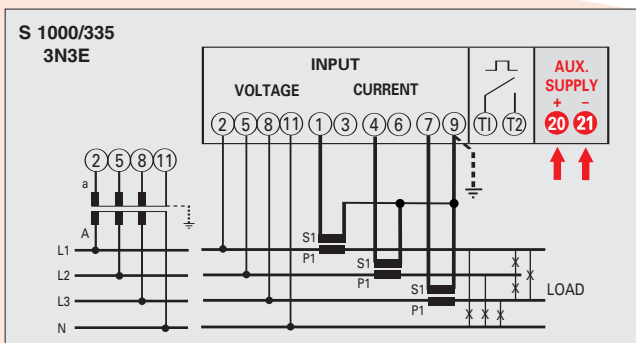 S 1000/335
3N3E
INPUT
VOLTAGE CURRENT
AUX.
SUPPLY
+ –
2 5 8 11 1 3 4 6 7 9 T1 T2 20 21
2 5 8 11
a
A
S1
L1
P1
S1
L2
P1
S1
L3
P1
LOAD
N